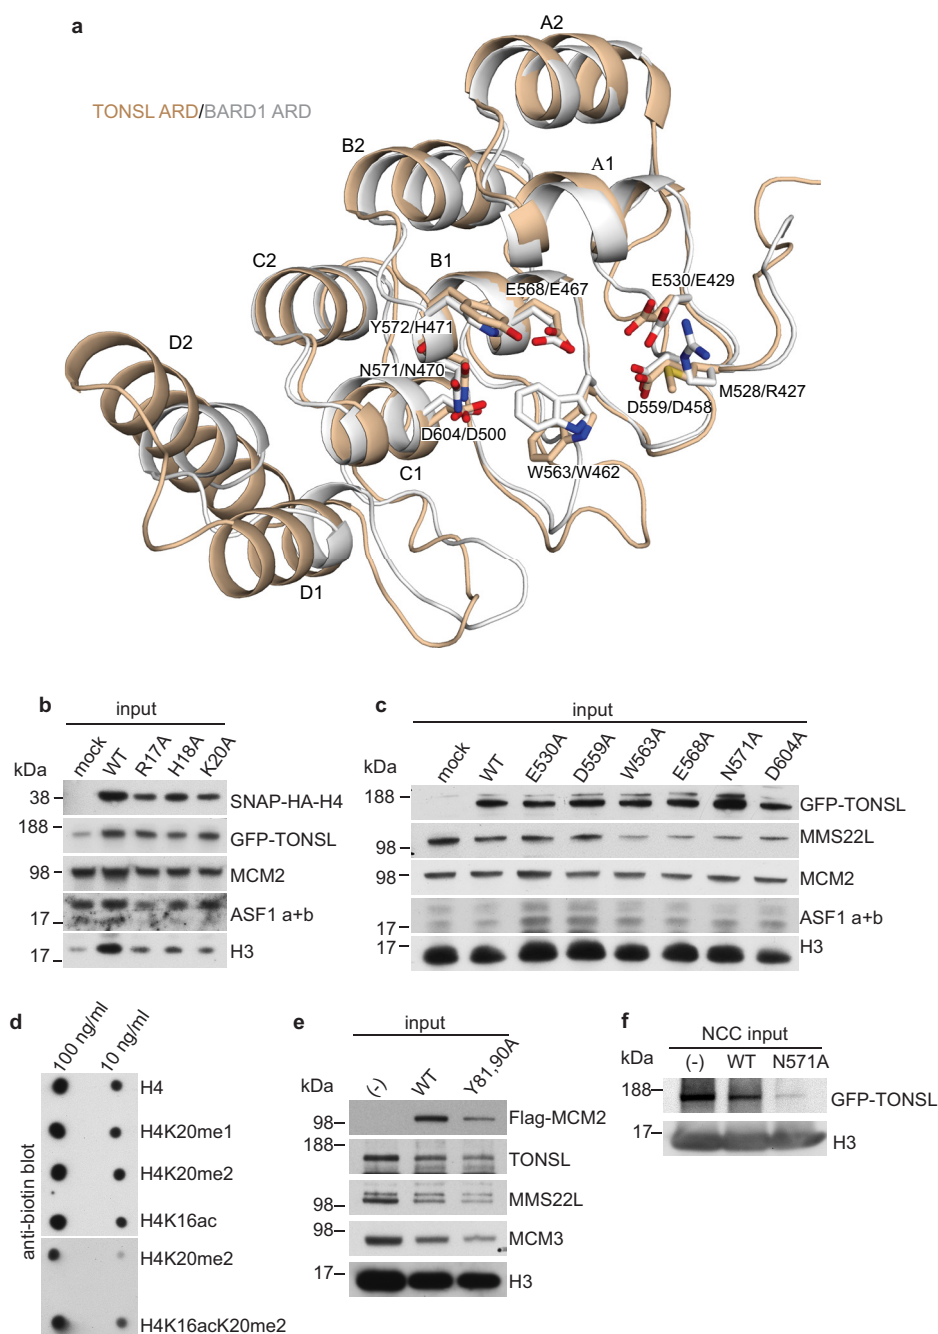 a
A2
TONSL ARD/BARD1 ARD
B2
A1
C2
B1
E568/E467
E530/E429
Y572/H471
D2
N571/N470
M528/R427
D559/D458
D604/D500
W563/W462
C1
D1
b
input
kDa
mock
WT
R17A
H18A
K20A
38
SNAP-HA-H4
188
GFP-TONSL
98
MCM2
ASF1 a+b
17
H3
17
c
input
kDa
mock
WT
E530A
D559A
W563A
E568A
N571A
D604A
188
GFP-TONSL
MMS22L
98
98
MCM2
ASF1 a+b
17
17
H3
d
100 ng/ml
10 ng/ml
anti-biotin blot
H4
H4K20me1
H4K20me2
H4K16ac
H4K20me2
H4K16acK20me2
e
input
kDa
(-)
WT
Y81,90A
98
Flag-MCM2
188
TONSL
MMS22L
98
98
MCM3
17
H3
f
NCC input
kDa
(-)
WT
N571A
188
GFP-TONSL
17
H3